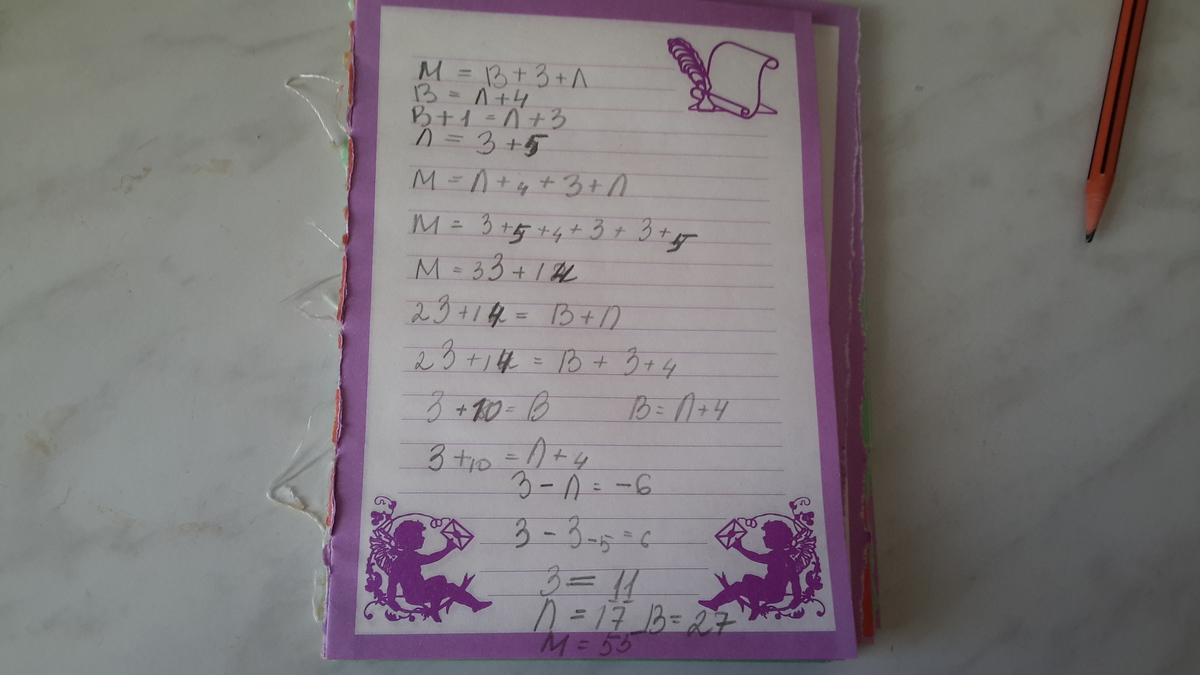 М = В + З + Л
В = Л + 4
В + 1 = Л + З
Л = З + 5
М = Л + 4 + З + Л
М = З + 5 + 4 + З + З + 5
М = 3З + 14
2З + 14 = В + Л
2З + 14 = В + З + 4
З + 10 = В В = Л + 4
З + 10 = Л + 4
З - Л = -6
З - З - 5 = 6
З = 11
Л = 17 В = 27
М = 55